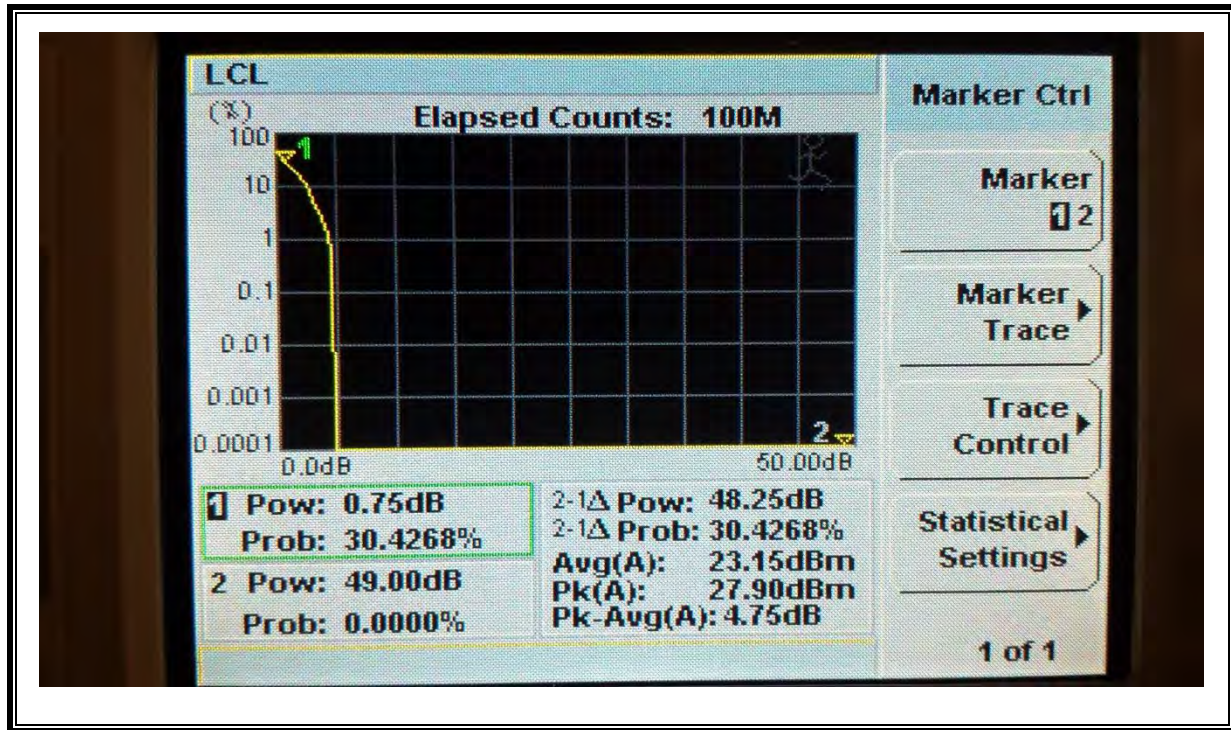 LCL
(%)
Elapsed Counts: 100M
100
1
10
1
0.1
0.01
0.001
0.0001
2
0.0dB
50.00dB
1 Pow: 0.75dB
Prob: 30.4268%
2 Pow: 49.00dB
Prob: 0.0000%
2-1Δ Pow: 48.25dB
2-1Δ Prob: 30.4268%
Avg(A): 23.15dBm
Pk(A): 27.90dBm
Pk-Avg(A): 4.75dB
Marker Ctrl
Marker
1 2
Marker
Trace
Trace
Control
Statistical
Settings
1 of 1